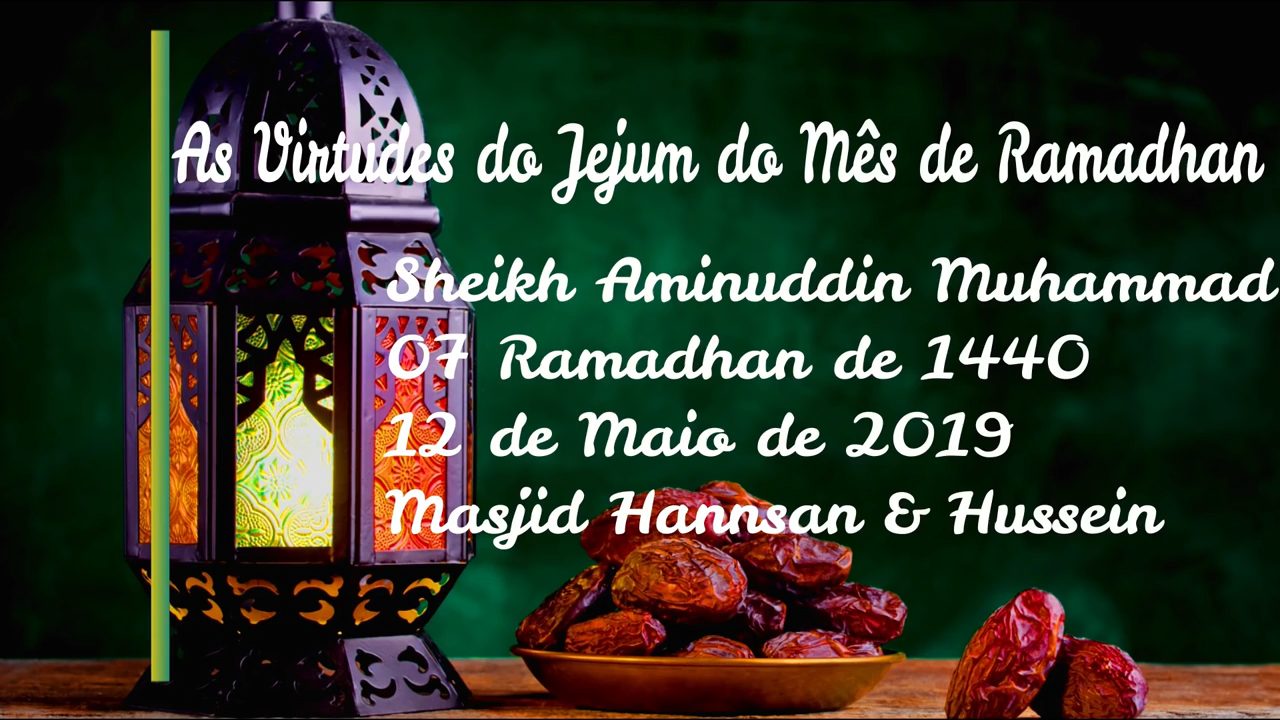 As Virtudes do Jejum do Mês de Ramadhan
Sheikh Aminuddin Muhammad
07 Ramadhan de 1440
12 de Maio de 2019
Masjid Hannsan & Hussein